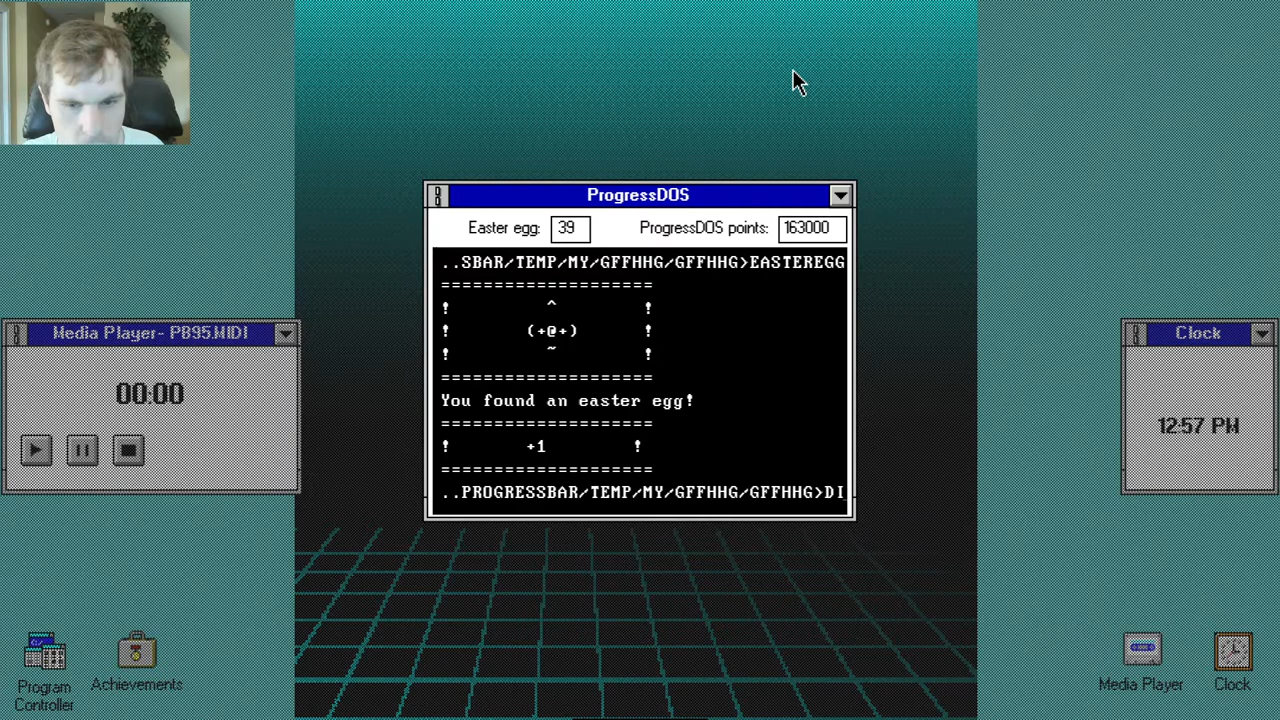 ProgressDOS
Easter egg: 39 ProgressDOS points: 163000
..SBAR/TEMP/MY/GFFHHG/GFFHHG>EASTEREGG
====================
! ^ !
! (+@+) !
! ~ !
====================
You found an easter egg!
====================
! +1 !
====================
..PROGRESSBAR/TEMP/MY/GFFHHG/GFFHHG>DI_
Media Player- PB95.MIDI
00:00
Clock
12:57 PM
Program
Controller
Achievements
Media Player
Clock